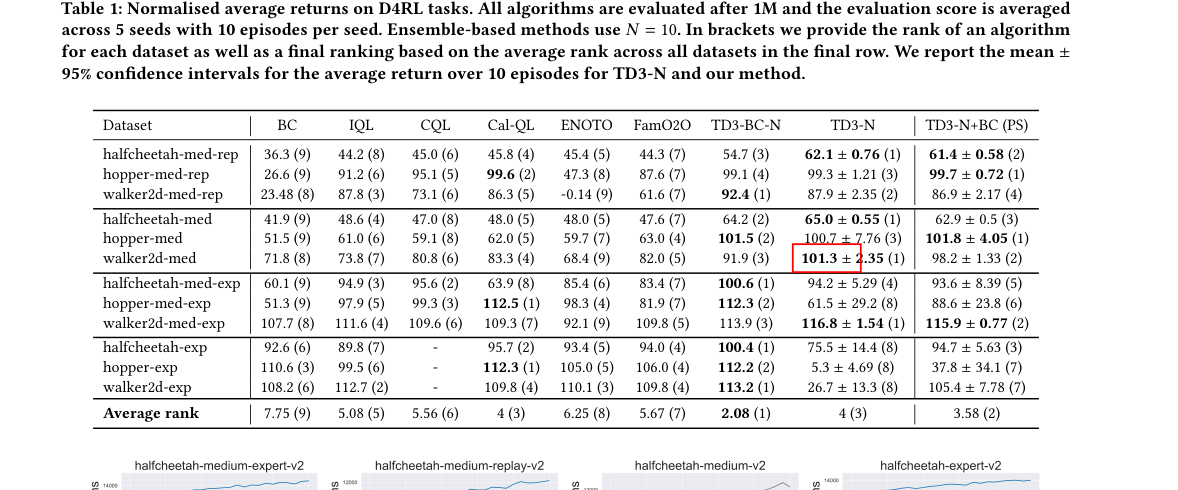 Table 1: Normalised average returns on D4RL tasks. All algorithms are evaluated after 1M and the evaluation score is averaged
across 5 seeds with 10 episodes per seed. Ensemble-based methods use N = 10. In brackets we provide the rank of an algorithm
for each dataset as well as a final ranking based on the average rank across all datasets in the final row. We report the mean ±
95% confidence intervals for the average return over 10 episodes for TD3-N and our method.
Dataset BC IQL CQL Cal-QL ENOTO FamO2O TD3-BC-N TD3-N TD3-N+BC (PS)
halfcheetah-med-rep 36.3 (9) 44.2 (8) 45.0 (6) 45.8 (4) 45.4 (5) 44.3 (7) 54.7 (3) 62.1 ± 0.76 (1) 61.4 ± 0.58 (2)
hopper-med-rep 26.6 (9) 91.2 (6) 95.1 (5) 99.6 (2) 47.3 (8) 87.6 (7) 99.1 (4) 99.3 ± 1.21 (3) 99.7 ± 0.72 (1)
walker2d-med-rep 23.48 (8) 87.8 (3) 73.1 (6) 86.3 (5) -0.14 (9) 61.6 (7) 92.4 (1) 87.9 ± 2.35 (2) 86.9 ± 2.17 (4)
halfcheetah-med 41.9 (9) 48.6 (4) 47.0 (8) 48.0 (5) 48.0 (5) 47.6 (7) 64.2 (2) 65.0 ± 0.55 (1) 62.9 ± 0.5 (3)
hopper-med 51.5 (9) 61.0 (6) 59.1 (8) 62.0 (5) 59.7 (7) 63.0 (4) 101.5 (2) 100.7 ± 7.76 (3) 101.8 ± 4.05 (1)
walker2d-med 71.8 (8) 73.8 (7) 80.8 (6) 83.3 (4) 68.4 (9) 82.0 (5) 91.9 (3) 101.3 ± 2.35 (1) 98.2 ± 1.33 (2)
halfcheetah-med-exp 60.1 (9) 94.9 (3) 95.6 (2) 63.9 (8) 85.4 (6) 83.4 (7) 100.6 (1) 94.2 ± 5.29 (4) 93.6 ± 8.39 (5)
hopper-med-exp 51.3 (9) 97.9 (5) 99.3 (3) 112.5 (1) 98.3 (4) 81.9 (7) 112.3 (2) 61.5 ± 29.2 (8) 88.6 ± 23.8 (6)
walker2d-med-exp 107.7 (8) 111.6 (4) 109.6 (6) 109.3 (7) 92.1 (9) 109.8 (5) 113.9 (3) 116.8 ± 1.54 (1) 115.9 ± 0.77 (2)
halfcheetah-exp 92.6 (6) 89.8 (7) - 95.7 (2) 93.4 (5) 94.0 (4) 100.4 (1) 75.5 ± 14.4 (8) 94.7 ± 5.63 (3)
hopper-exp 110.6 (3) 99.5 (6) - 112.3 (1) 105.0 (5) 106.0 (4) 112.2 (2) 5.3 ± 4.69 (8) 37.8 ± 34.1 (7)
walker2d-exp 108.2 (6) 112.7 (2) - 109.8 (4) 110.1 (3) 109.8 (4) 113.2 (1) 26.7 ± 13.3 (8) 105.4 ± 7.78 (7)
Average rank 7.75 (9) 5.08 (5) 5.56 (6) 4 (3) 6.25 (8) 5.67 (7) 2.08 (1) 4 (3) 3.58 (2)
halfcheetah-medium-expert-v2 halfcheetah-medium-replay-v2 halfcheetah-medium-v2 halfcheetah-expert-v2
14000 12000 14000